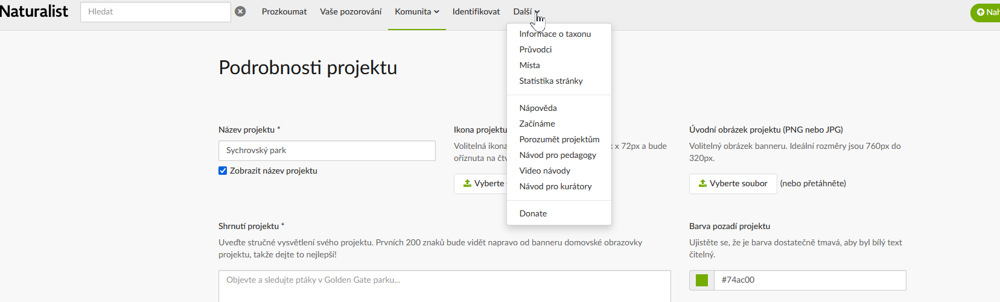 Naturalist
Hledat
Prozkoumat
Vaše pozorování
Komunita
Identifikovat
Další
Informace o taxonu
Průvodci
Místa
Statistika stránky
Nápověda
Začínáme
Porozumět projektům
Návod pro pedagogy
Video návody
Návod pro kurátory
Donate
Podrobnosti projektu
Název projektu *
Sychrovský park
Zobrazit název projektu
Ikona projektu
Volitelná ikona x 72px a bude
oříznuta na
Vyberte
Úvodní obrázek projektu (PNG nebo JPG)
Volitelný obrázek banneru. Ideální rozměry jsou 760px do
320px.
Vyberte soubor (nebo přetáhněte)
Shrnutí projektu *
Uveďte stručné vysvětlení svého projektu. Prvních 200 znaků bude vidět napravo od banneru domovské obrazovky
projektu, takže dejte to nejlepší!
Objevte a sledujte ptáky v Golden Gate parku...
Barva pozadí projektu
Ujistěte se, že je barva dostatečně tmavá, aby byl bílý text
čitelný.
#74ac00